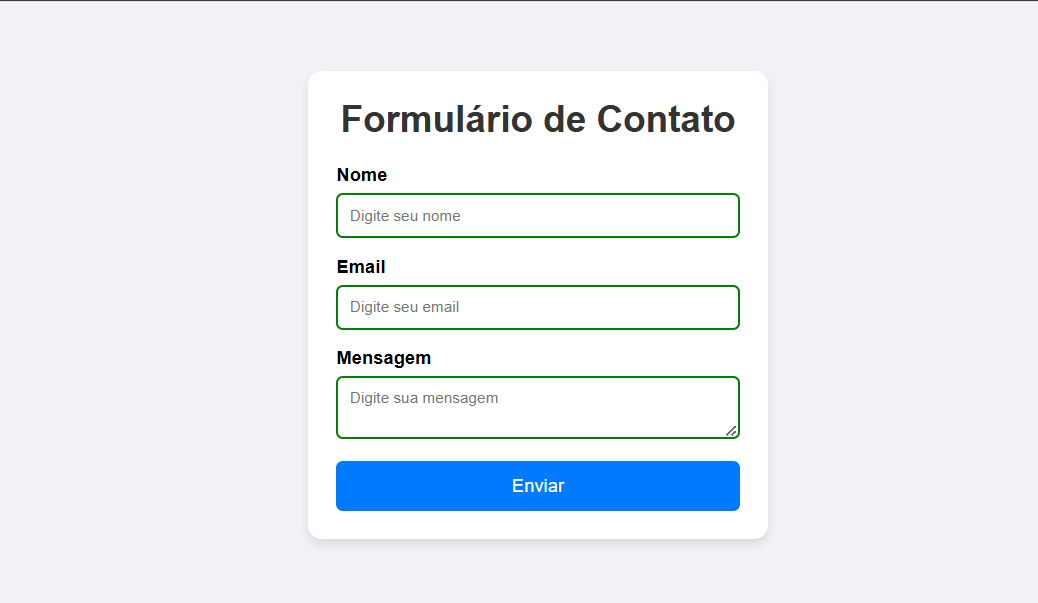 Formulário de Contato
Nome
Digite seu nome
Email
Digite seu email
Mensagem
Digite sua mensagem
Enviar